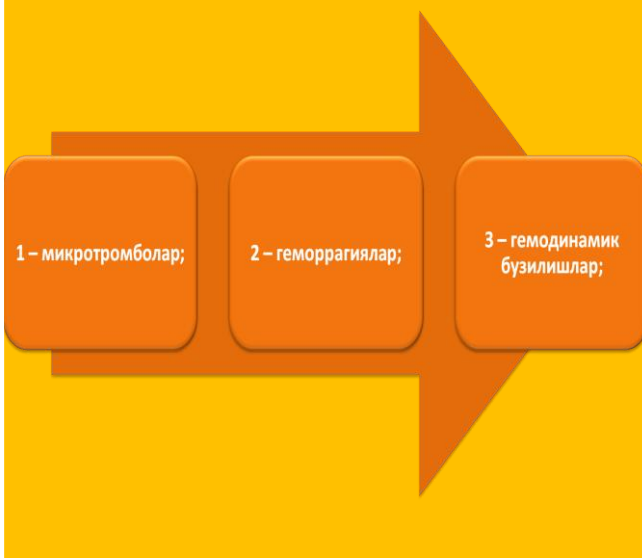 1 – микротромболар;
2 – геморрагиялар;
3 – гемодинамик
бузилишлар;